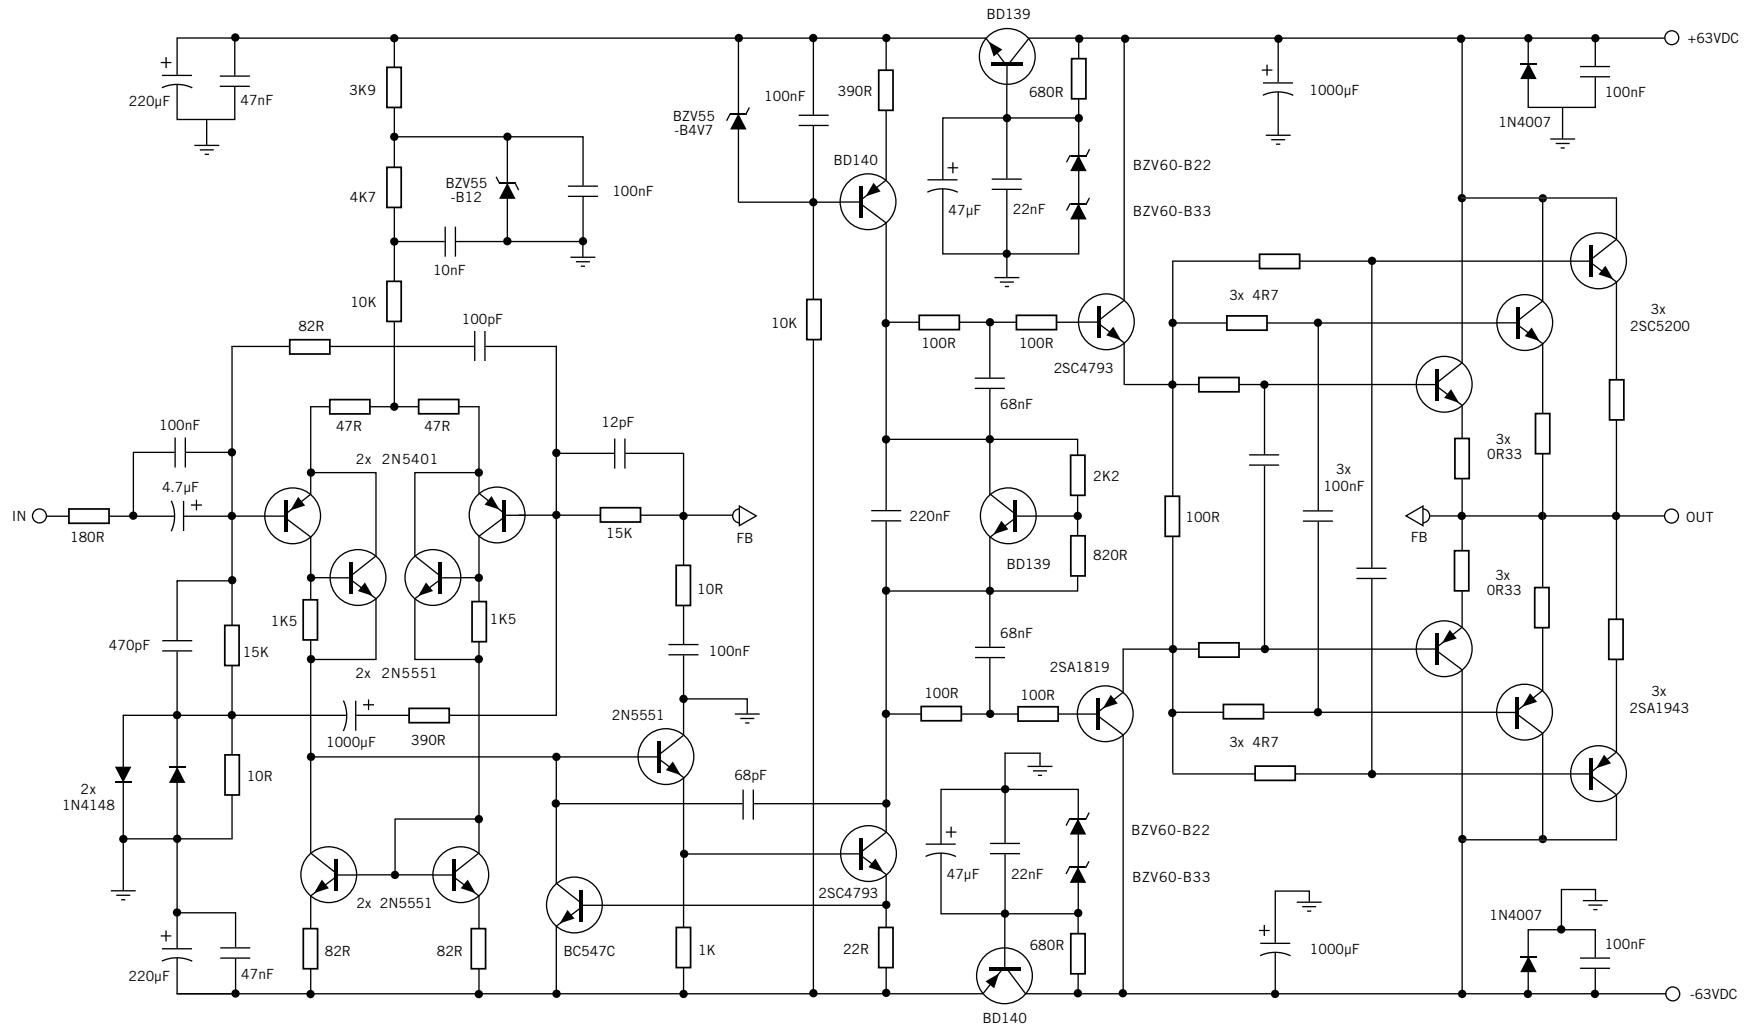 BD139
+63VDC
+
220µF
47nF
3K9
BZV55
-B4V7
100nF
390R
680R
+
1000µF
100nF
1N4007
BD140
4K7
BZV55
-B12
100nF
+
47µF
22nF
BZV60-B22
BZV60-B33
10nF
10K
82R
100pF
10K
100R
100R
2SC4793
3x 4R7
3x
2SC5200
47R
47R
68nF
100nF
12pF
2x 2N5401
3x
0R33
4.7µF
+
2K2
3x
100nF
IN
180R
15K
FB
220nF
100R
FB
OUT
BD139
820R
10R
3x
0R33
1K5
1K5
470pF
15K
100nF
68nF
2x 2N5551
2SA1819
100R
100R
3x
2SA1943
+
1000µF
390R
2N5551
3x 4R7
2x
1N4148
10R
68pF
+
47µF
22nF
BZV60-B22
BZV60-B33
2SC4793
2x 2N5551
+
220µF
47nF
82R
82R
BC547C
1K
22R
680R
+
1000µF
1N4007
100nF
-63VDC
BD140